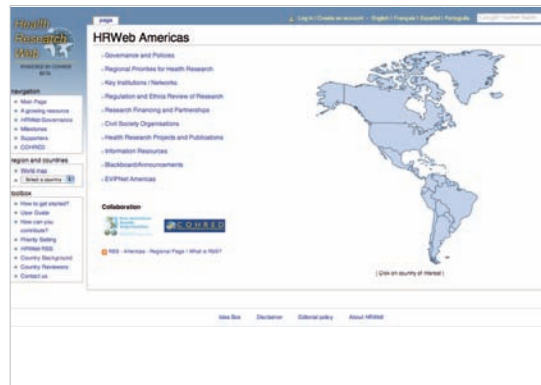 Health
Research
Web
POWERED BY COHRED
BETA
page
Log in / Create an account - English | Français | Español | Português
HRWeb Americas
Governance and Policies
Regional Priorities for Health Research
Key Institutions / Networks
Regulation and Ethics Review of Research
Research Financing and Partnerships
Civil Society Organisations
Health Research Projects and Publications
Information Resources
Blackboard/Announcements
EVIPNet Americas
Collaboration
COHRED
RSS - Americas - Regional Page | What is RSS?
[ Click on country of interest ]
navigation
Main Page
A growing resource
HRWeb Governance
Milestones
Supporters
COHRED
region and countries
World map
Select a country
toolbox
How to get started?
User Guide
How can you
contribute?
Priority Setting
HRWeb RSS
Country Background
Country Reviewers
Contact us
Idea Box
Disclaimer
Editorial policy
About HRWeb